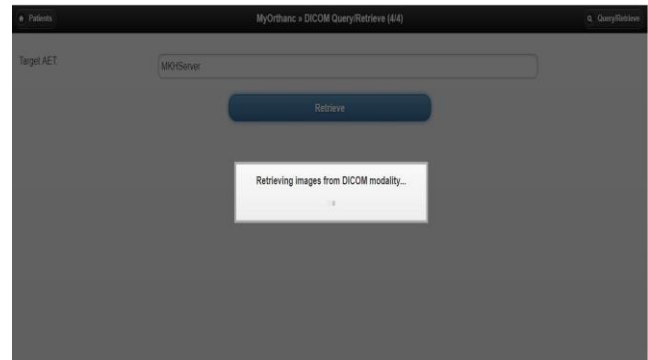 Patients
MyOrthanc » DICOM Query/Retrieve (4/4)
Query/Retrieve
Target AET:
MKHServer
Retrieve
Retrieving images from DICOM modality...